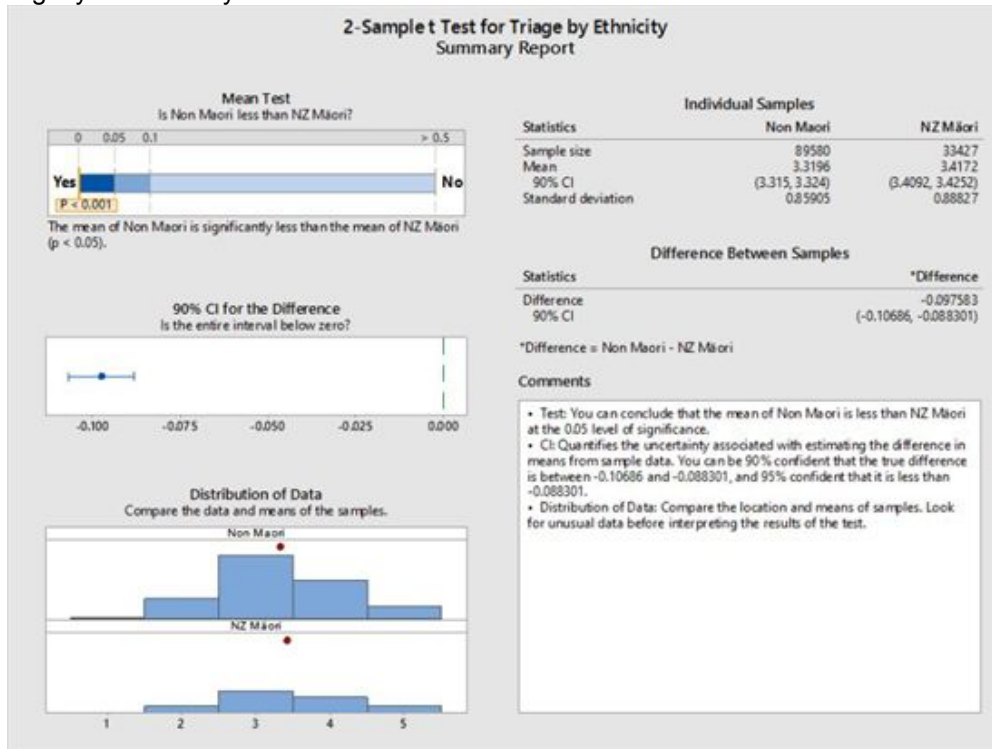 2-Sample t Test for Triage by Ethnicity
Summary Report
Mean Test
Is Non Maori less than NZ Māori?
0 0.05 0.1 > 0.5
Yes No
P < 0.001
The mean of Non Maori is significantly less than the mean of NZ Māori
(p < 0.05).
90% CI for the Difference
Is the entire interval below zero?
-0.100 -0.075 -0.050 -0.025 0.000
Distribution of Data
Compare the data and means of the samples.
Non Maori
NZ Māori
1 2 3 4 5
Individual Samples
Statistics Non Maori NZ Māori
Sample size 89580 33427
Mean 3.3196 3.4172
90% CI (3.315, 3.324) (3.4092, 3.4252)
Standard deviation 0.85905 0.88827
Difference Between Samples
Statistics *Difference
Difference -0.097583
90% CI (-0.10686, -0.088301)
*Difference = Non Maori - NZ Māori
Comments
• Test: You can conclude that the mean of Non Maori is less than NZ Māori
at the 0.05 level of significance.
• CI: Quantifies the uncertainty associated with estimating the difference in
means from sample data. You can be 90% confident that the true difference
is between -0.10686 and -0.088301, and 95% confident that it is less than
-0.088301.
• Distribution of Data: Compare the location and means of samples. Look
for unusual data before interpreting the results of the test.